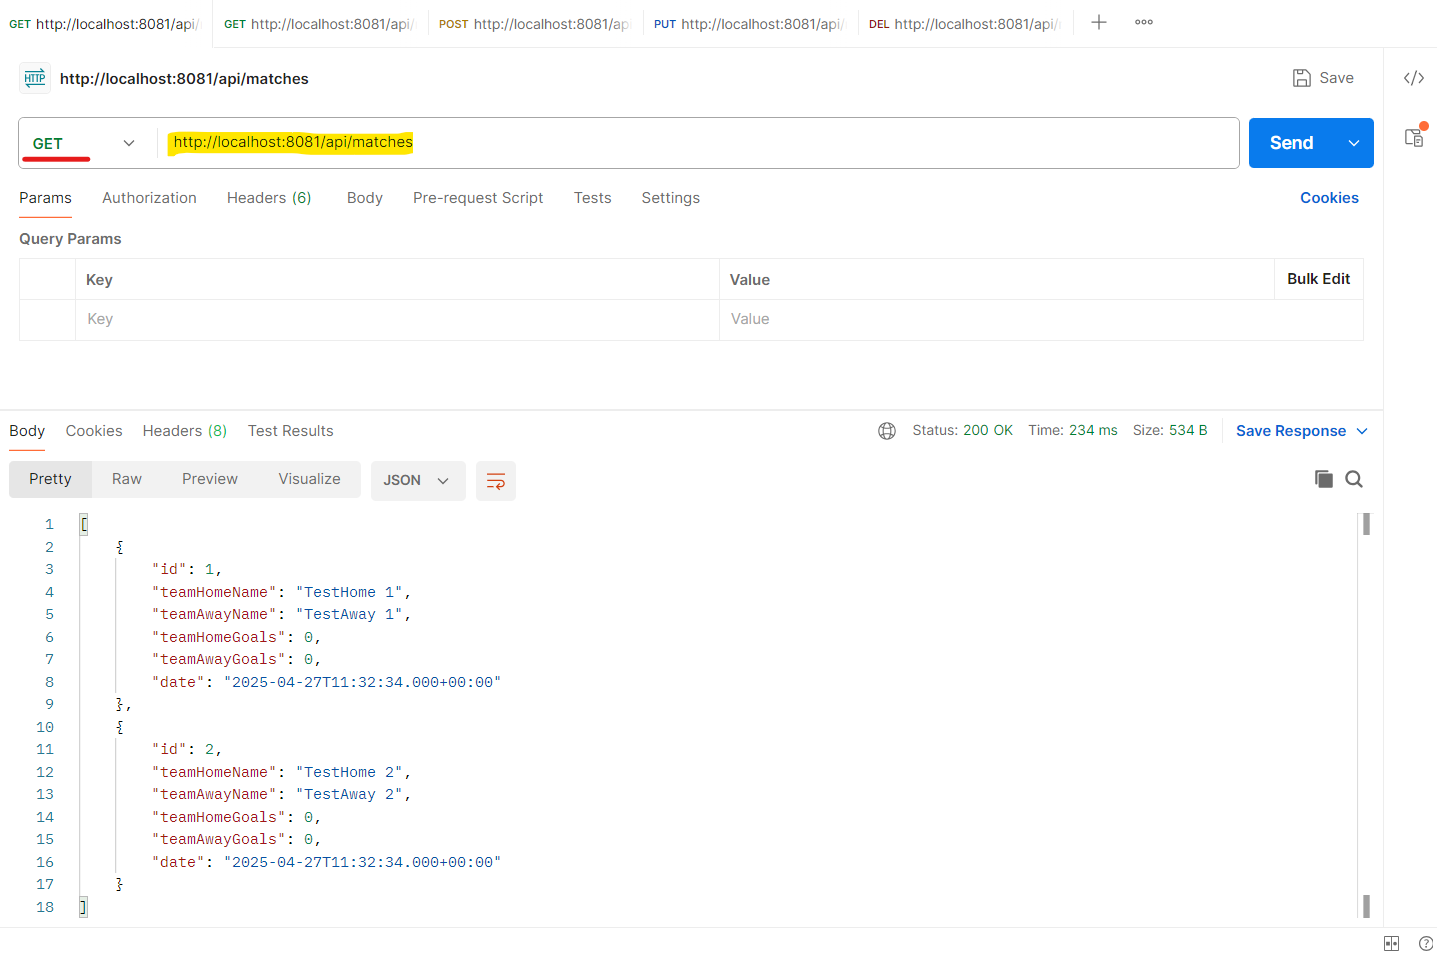 GET http://localhost:8081/api/ GET http://localhost:8081/api/ POST http://localhost:8081/ap PUT http://localhost:8081/api/ DEL http://localhost:8081/api/
HTTP http://localhost:8081/api/matches Save </>
GET http://localhost:8081/api/matches Send
Params Authorization Headers (6) Body Pre-request Script Tests Settings Cookies
Query Params
Key Value Bulk Edit
Key Value
Body Cookies Headers (8) Test Results Status: 200 OK Time: 234 ms Size: 534 B Save Response
Pretty Raw Preview Visualize JSON
1 [
2 {
3 "id": 1,
4 "teamHomeName": "TestHome 1",
5 "teamAwayName": "TestAway 1",
6 "teamHomeGoals": 0,
7 "teamAwayGoals": 0,
8 "date": "2025-04-27T11:32:34.000+00:00"
9 },
10 {
11 "id": 2,
12 "teamHomeName": "TestHome 2",
13 "teamAwayName": "TestAway 2",
14 "teamHomeGoals": 0,
15 "teamAwayGoals": 0,
16 "date": "2025-04-27T11:32:34.000+00:00"
17 }
18 ]